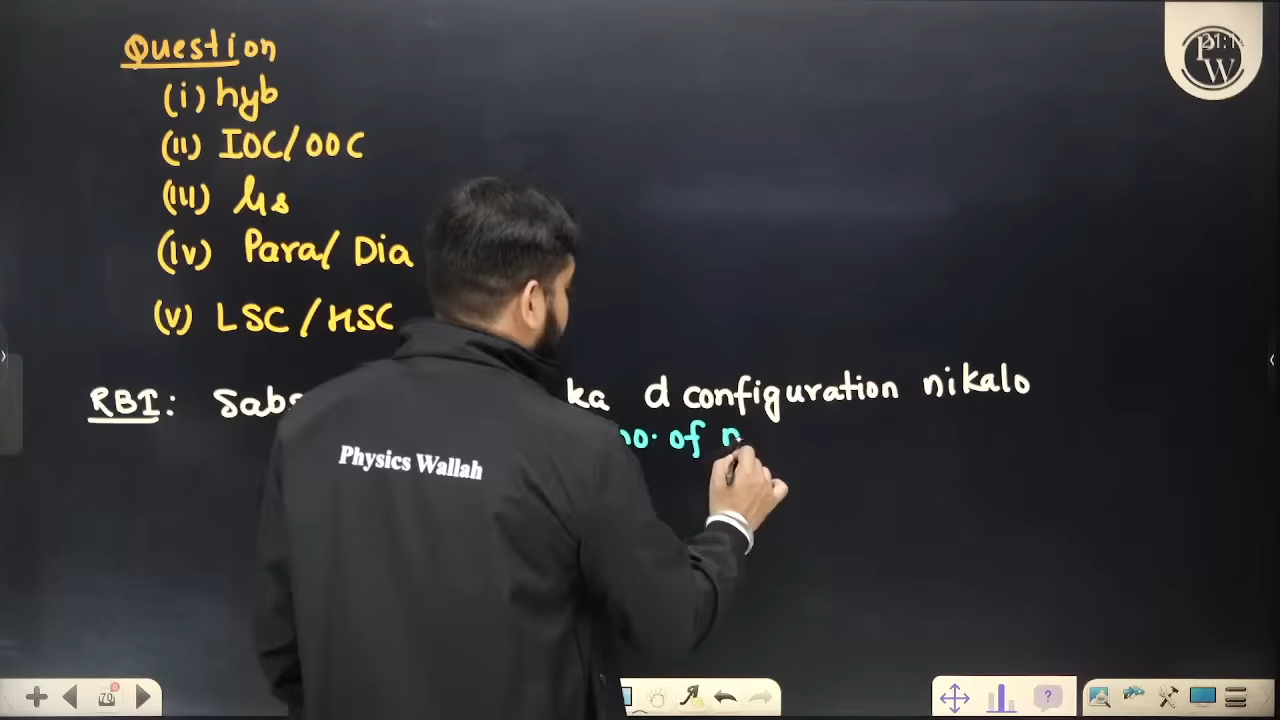 Question
(i) hyb
(ii) IOC/OOC
(iii) μs
(iv) Para/ Dia
(v) LSC/HSC
RBI: ka d configuration nikalo
no. of
Physics Wallah
PW